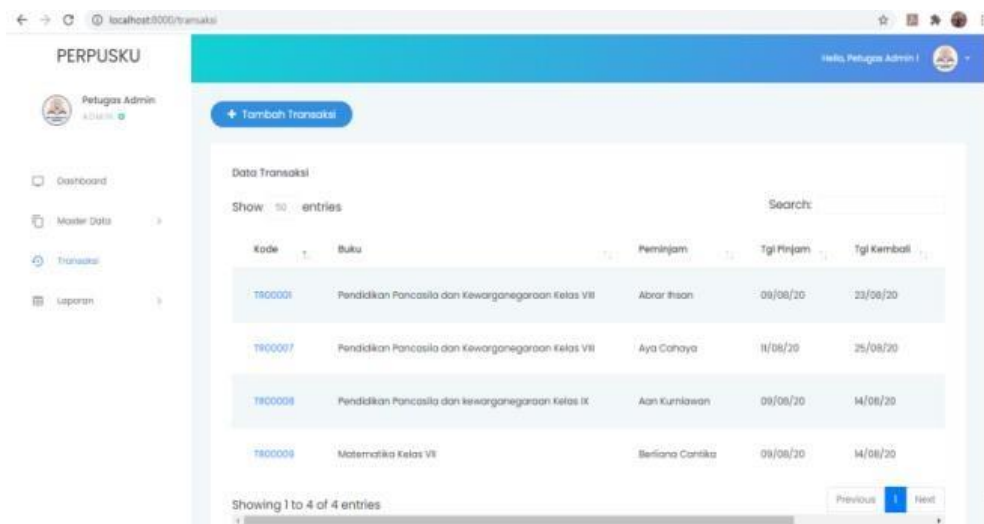 localhost:8000/transaksi
PERPUSKU
Hello, Petugas Admin !
Petugas Admin
ADMIN
+ Tambah Transaksi
Dashboard
Data Transaksi
Show 50 entries
Search:
Master Data
Kode Buku Peminjam Tgl Pinjam Tgl Kembali
Transaksi
TR00001 Pendidikan Pancasila dan Kewarganegaraan Kelas VIII Abrar Ihsan 09/08/20 23/08/20
Laporan
TR00007 Pendidikan Pancasila dan Kewarganegaraan Kelas VIII Aya Cahaya 11/08/20 25/08/20
TR00008 Pendidikan Pancasila dan kewarganegaraan Kelas IX Aan Kurniawan 09/08/20 14/08/20
TR00009 Matematika Kelas VII Berliana Cantika 09/08/20 14/08/20
Showing 1 to 4 of 4 entries
Previous 1 Next